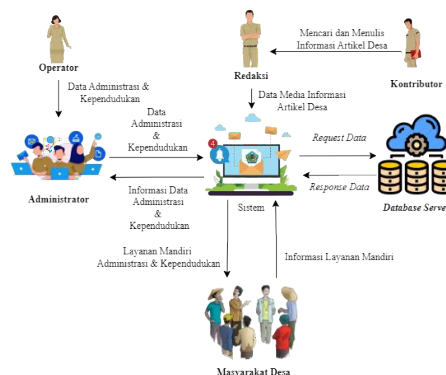 Operator
Redaksi
Mencari dan Menulis
Informasi Artikel Desa
Kontributor
Data Administrasi &
Kependudukan
Data Media Informasi
Artikel Desa
Data
Administrasi
&
Kependudukan
Request Data
Administrator
Informasi Data
Administrasi
&
Kependudukan
Sistem
Response Data
Database Serve
Layanan Mandiri
Administrasi & Kependudukan
Informasi Layanan Mandiri
Masyarakat Desa